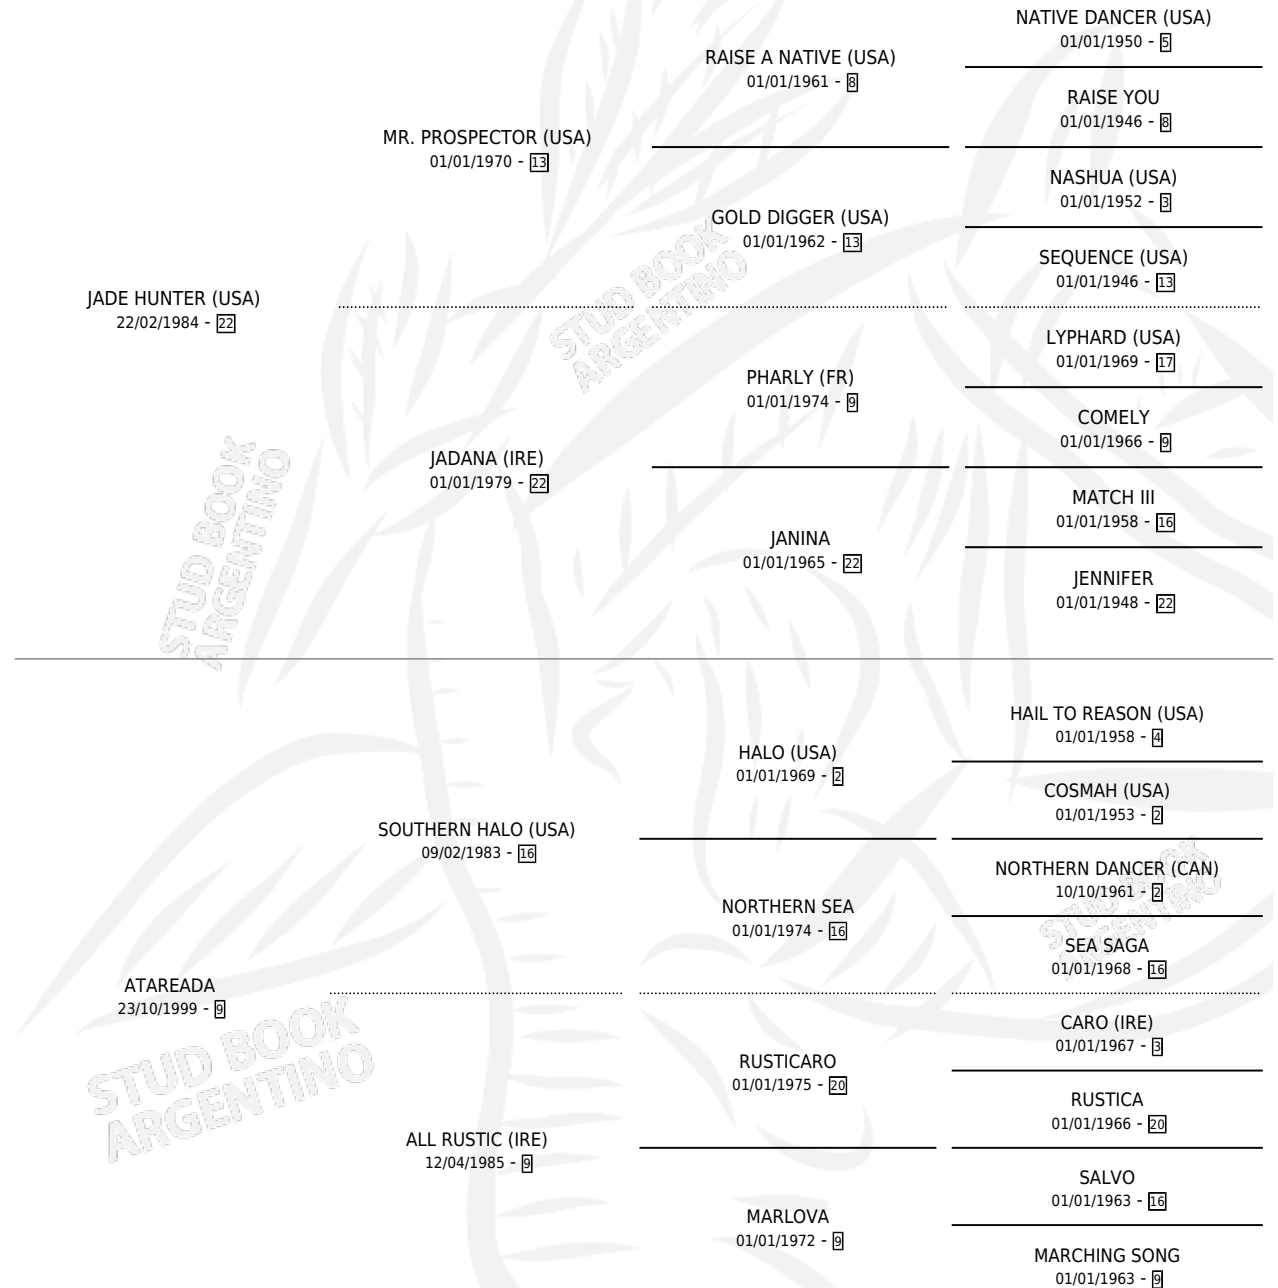 NATIVE DANCER (USA)
01/01/1950 - 5
RAISE A NATIVE (USA)
01/01/1961 - 8
RAISE YOU
01/01/1946 - 8
MR. PROSPECTOR (USA)
01/01/1970 - 13
NASHUA (USA)
01/01/1952 - 3
GOLD DIGGER (USA)
01/01/1962 - 13
SEQUENCE (USA)
01/01/1946 - 13
JADE HUNTER (USA)
22/02/1984 - 22
STUD BOOK
ARGENTINO
LYPHARD (USA)
01/01/1969 - 17
PHARLY (FR)
01/01/1974 - 9
COMELY
01/01/1966 - 9
JADANA (IRE)
01/01/1979 - 22
MATCH III
01/01/1958 - 16
JANINA
01/01/1965 - 22
JENNIFER
01/01/1948 - 22
STUD BOOK
ARGENTINO
HAIL TO REASON (USA)
01/01/1958 - 4
HALO (USA)
01/01/1969 - 2
COSMAH (USA)
01/01/1953 - 2
SOUTHERN HALO (USA)
09/02/1983 - 16
NORTHERN DANCER (CAN)
10/10/1961 - 2
NORTHERN SEA
01/01/1974 - 16
STUD BOOK
ARGENTINO
SEA SAGA
01/01/1968 - 16
ATAREADA
23/10/1999 - 9
CARO (IRE)
01/01/1967 - 3
STUD BOOK
ARGENTINO
RUSTICARO
01/01/1975 - 20
RUSTICA
01/01/1966 - 20
ALL RUSTIC (IRE)
12/04/1985 - 9
SALVO
01/01/1963 - 16
MARLOVA
01/01/1972 - 9
MARCHING SONG
01/01/1963 - 9